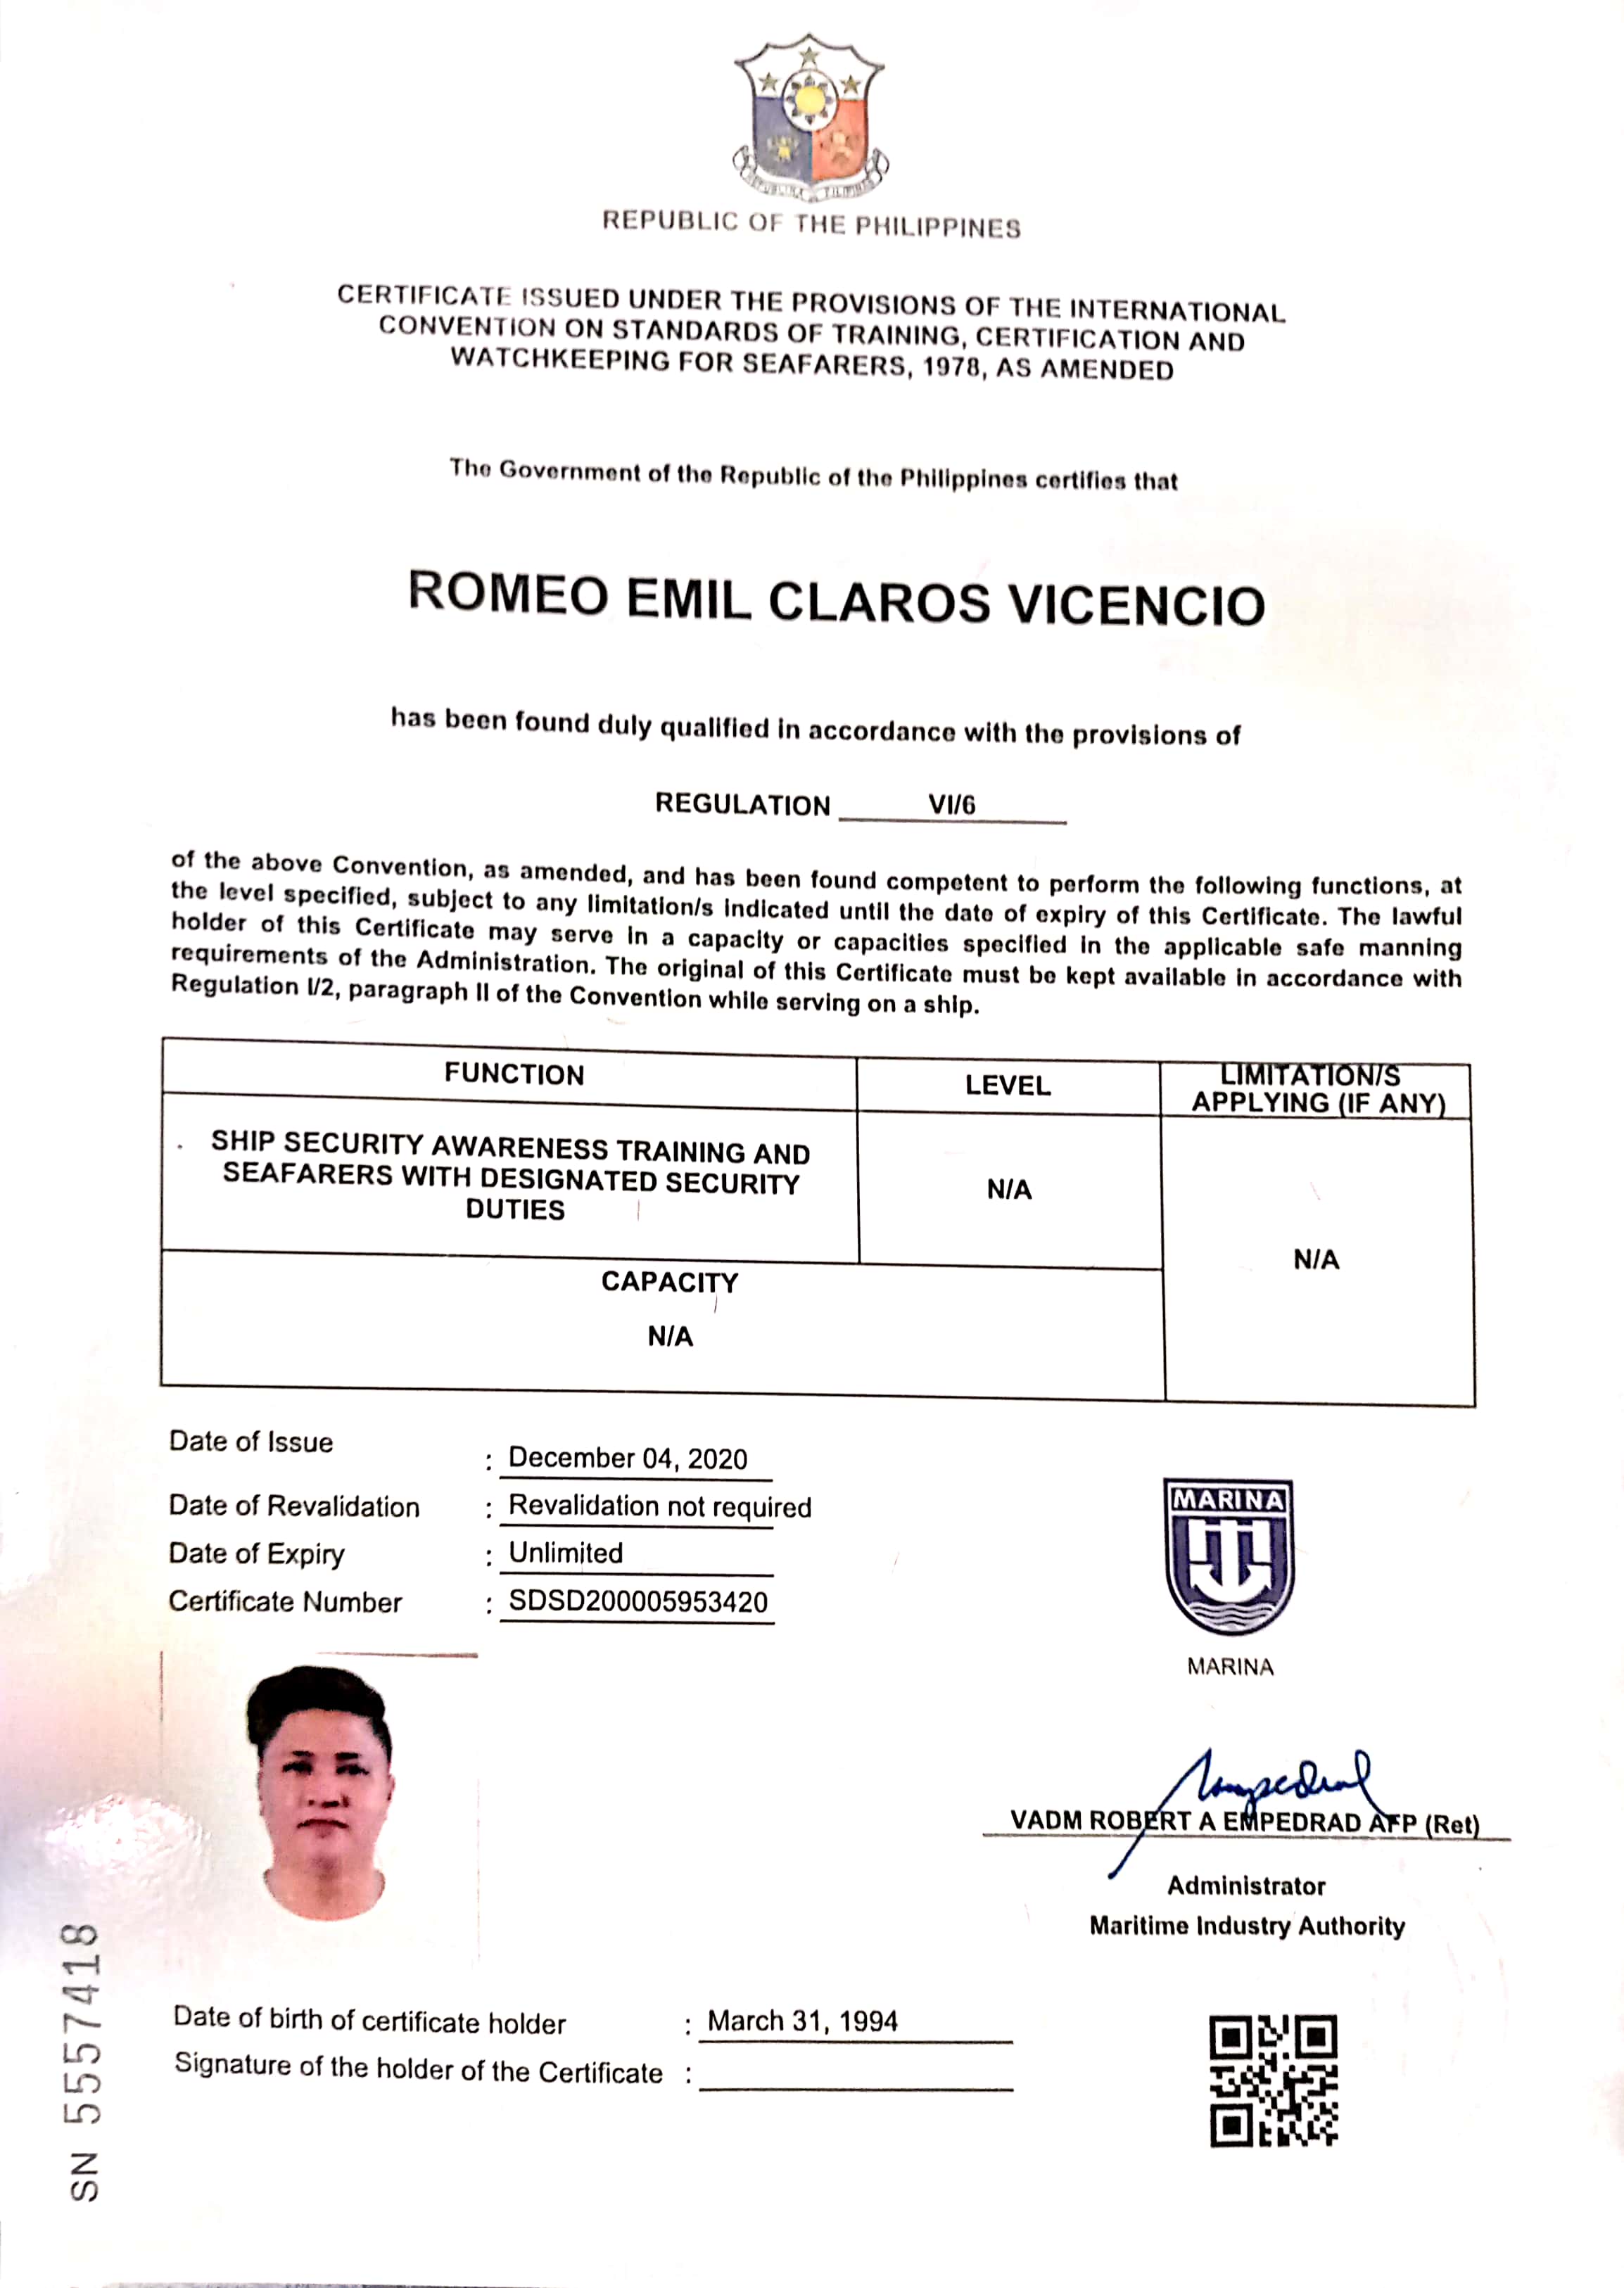 REPUBLIC OF THE PHILIPPINES
CERTIFICATE ISSUED UNDER THE PROVISIONS OF THE INTERNATIONAL
CONVENTION ON STANDARDS OF TRAINING, CERTIFICATION AND
WATCHKEEPING FOR SEAFARERS, 1978, AS AMENDED
The Government of the Republic of the Philippines certifies that
ROMEO EMIL CLAROS VICENCIO
has been found duly qualified in accordance with the provisions of
REGULATION VI/6
of the above Convention, as amended, and has been found competent to perform the following functions, at
the level specified, subject to any limitation/s indicated until the date of expiry of this Certificate. The lawful
holder of this Certificate may serve in a capacity or capacities specified in the applicable safe manning
requirements of the Administration. The original of this Certificate must be kept available in accordance with
Regulation I/2, paragraph II of the Convention while serving on a ship.
FUNCTION
LEVEL
LIMITATION/S
APPLYING (IF ANY)
SHIP SECURITY AWARENESS TRAINING AND
SEAFARERS WITH DESIGNATED SECURITY
DUTIES
N/A
N/A
CAPACITY
N/A
Date of Issue : December 04, 2020
Date of Revalidation : Revalidation not required
Date of Expiry : Unlimited
Certificate Number : SDSD200005953420
MARINA
MARINA
VADM ROBERT A EMPEDRAD AFP (Ret)
Administrator
Maritime Industry Authority
Date of birth of certificate holder : March 31, 1994
Signature of the holder of the Certificate :
SN 5557418